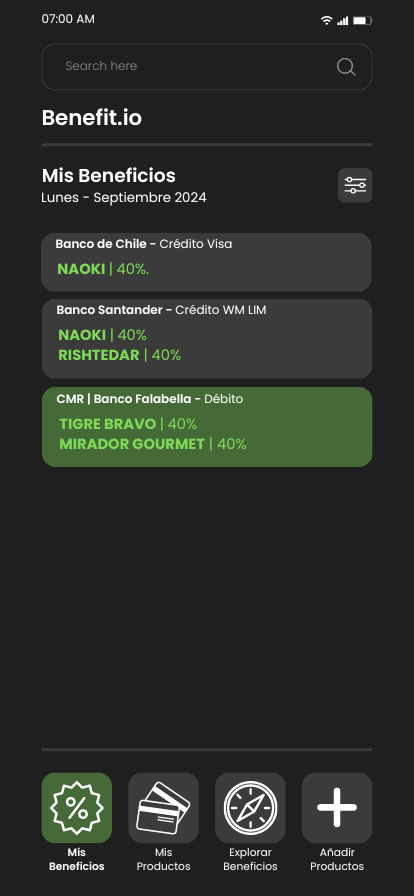 07:00 AM
Search here
Benefit.io
Mis Beneficios
Lunes - Septiembre 2024
Banco de Chile - Crédito Visa
NAOKI | 40%.
Banco Santander - Crédito WM LIM
NAOKI | 40%
RISHTEDAR | 40%
CMR | Banco Falabella - Débito
TIGRE BRAVO | 40%
MIRADOR GOURMET | 40%
%
Mis
Beneficios
Mis
Productos
Explorar
Beneficios
Añadir
Productos